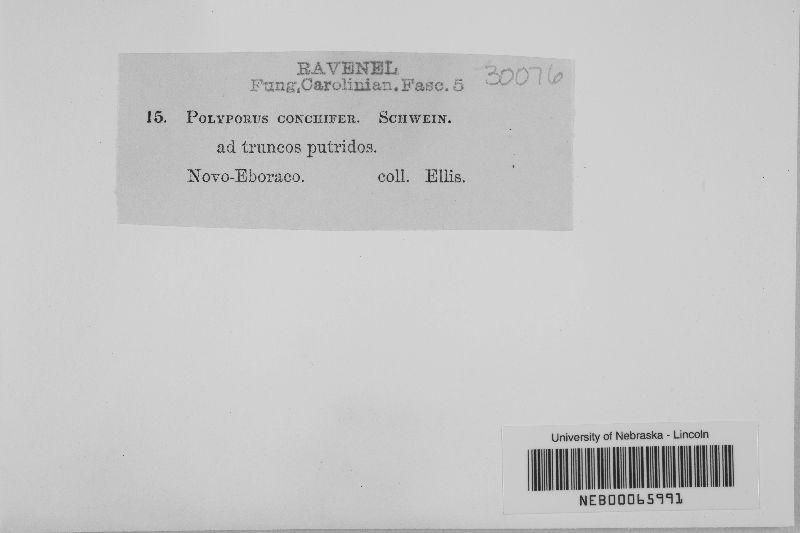 RAVENEL 30076
Fung. Carolinian. Fasc. 5
15. POLYPORUS CONCHIFER. SCHWEIN.
ad truncos putridos.
Novo-Eboraco. coll. Ellis.
University of Nebraska - Lincoln
NEB00065991